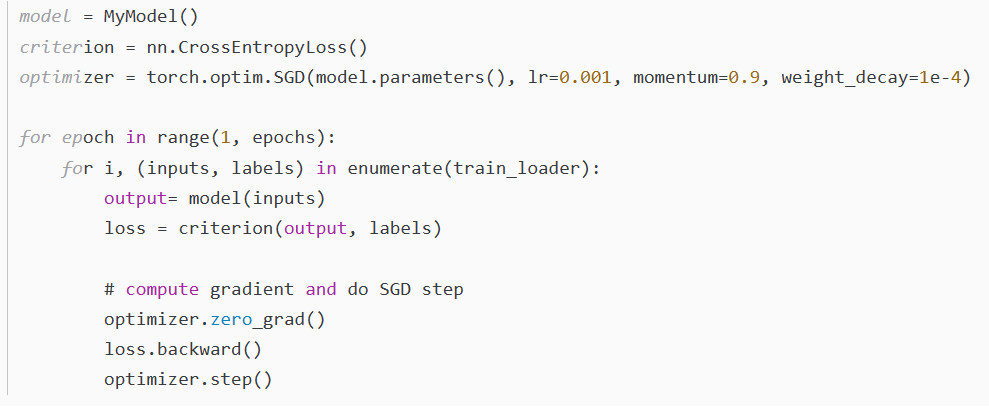 model = MyModel()
criterion = nn.CrossEntropyLoss()
optimizer = torch.optim.SGD(model.parameters(), lr=0.001, momentum=0.9, weight_decay=1e-4)
for epoch in range(1, epochs):
for i, (inputs, labels) in enumerate(train_loader):
output= model(inputs)
loss = criterion(output, labels)
# compute gradient and do SGD step
optimizer.zero_grad()
loss.backward()
optimizer.step()